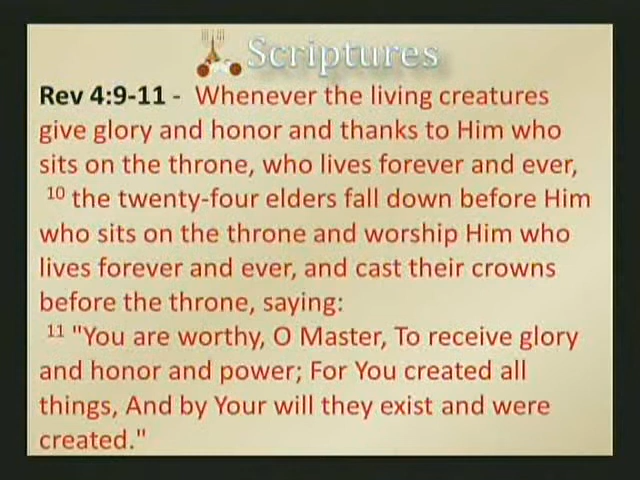 Scriptures
Rev 4:9-11 - Whenever the living creatures
give glory and honor and thanks to Him who
sits on the throne, who lives forever and ever,
10 the twenty-four elders fall down before Him
who sits on the throne and worship Him who
lives forever and ever, and cast their crowns
before the throne, saying:
11 "You are worthy, O Master, To receive glory
and honor and power; For You created all
things, And by Your will they exist and were
created."